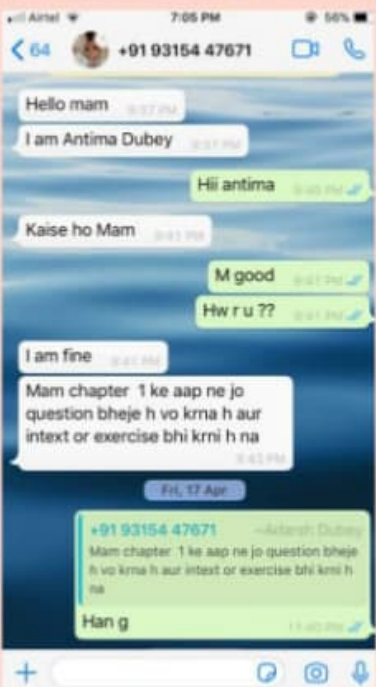 Airtel
7:05 PM
56%
64
+91 93154 47671
Hello mam
I am Antima Dubey
Hii antima
Kaise ho Mam
M good
Hw r u ??
I am fine
Mam chapter 1 ke aap ne jo
question bheje h vo krna h aur
intext or exercise bhi krni h na
Fri, 17 Apr
+91 93154 47671
Mam chapter 1 ke aap ne jo question bheje
h vo krna h aur intext or exercise bhi krni h
na
Han g